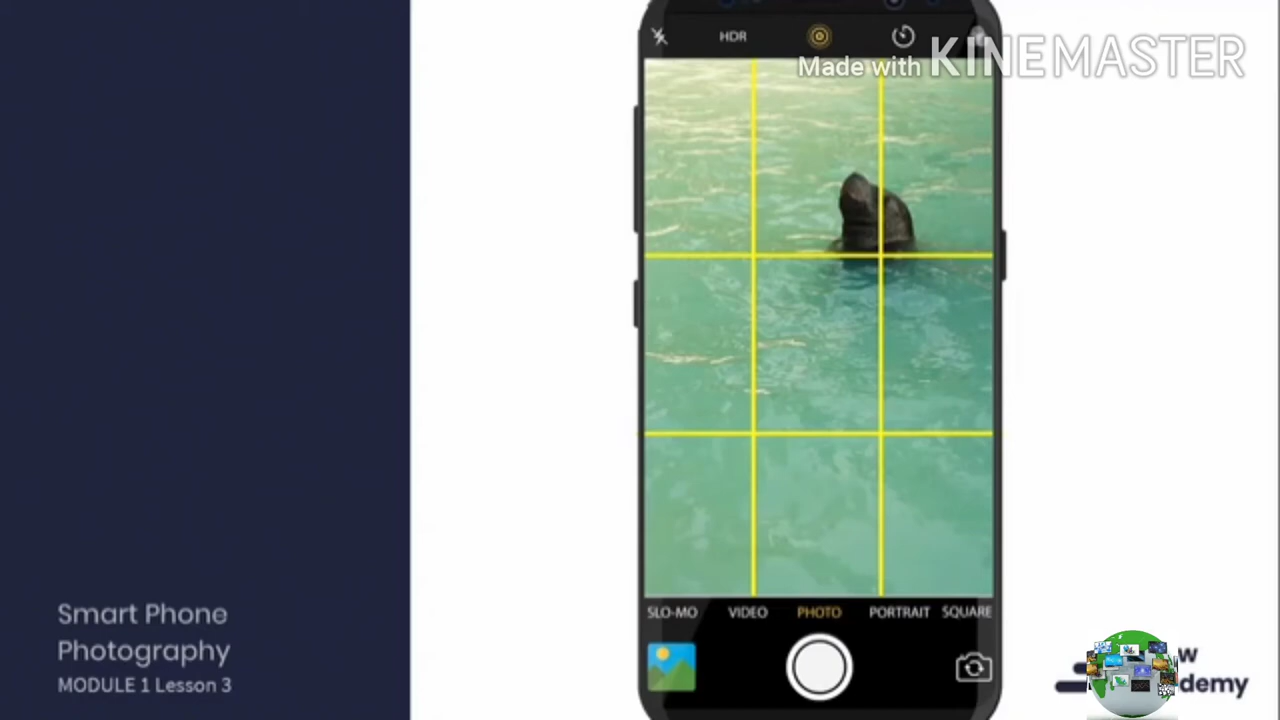 HDR
Made with KINEMASTER
SLO-MO VIDEO PHOTO PORTRAIT SQUARE
Smart Phone
Photography
MODULE 1 Lesson 3